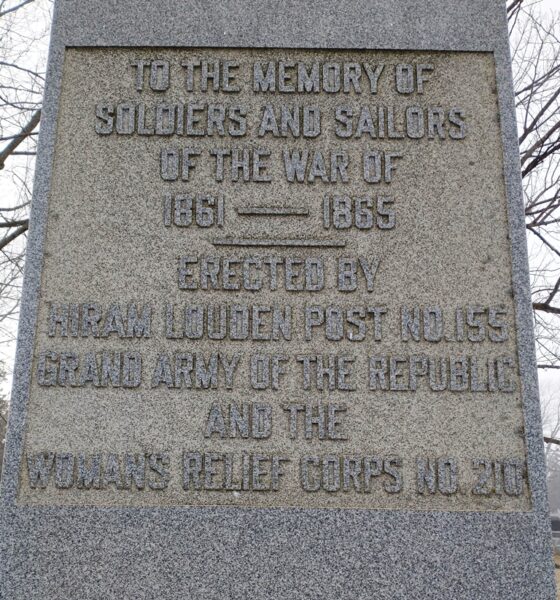 TO THE MEMORY OF
SOLDIERS AND SAILORS
OF THE WAR OF
1861 — 1865
ERECTED BY
HIRAM LOUDEN POST NO. 155
GRAND ARMY OF THE REPUBLIC
AND THE
WOMAN'S RELIEF CORPS NO. 210